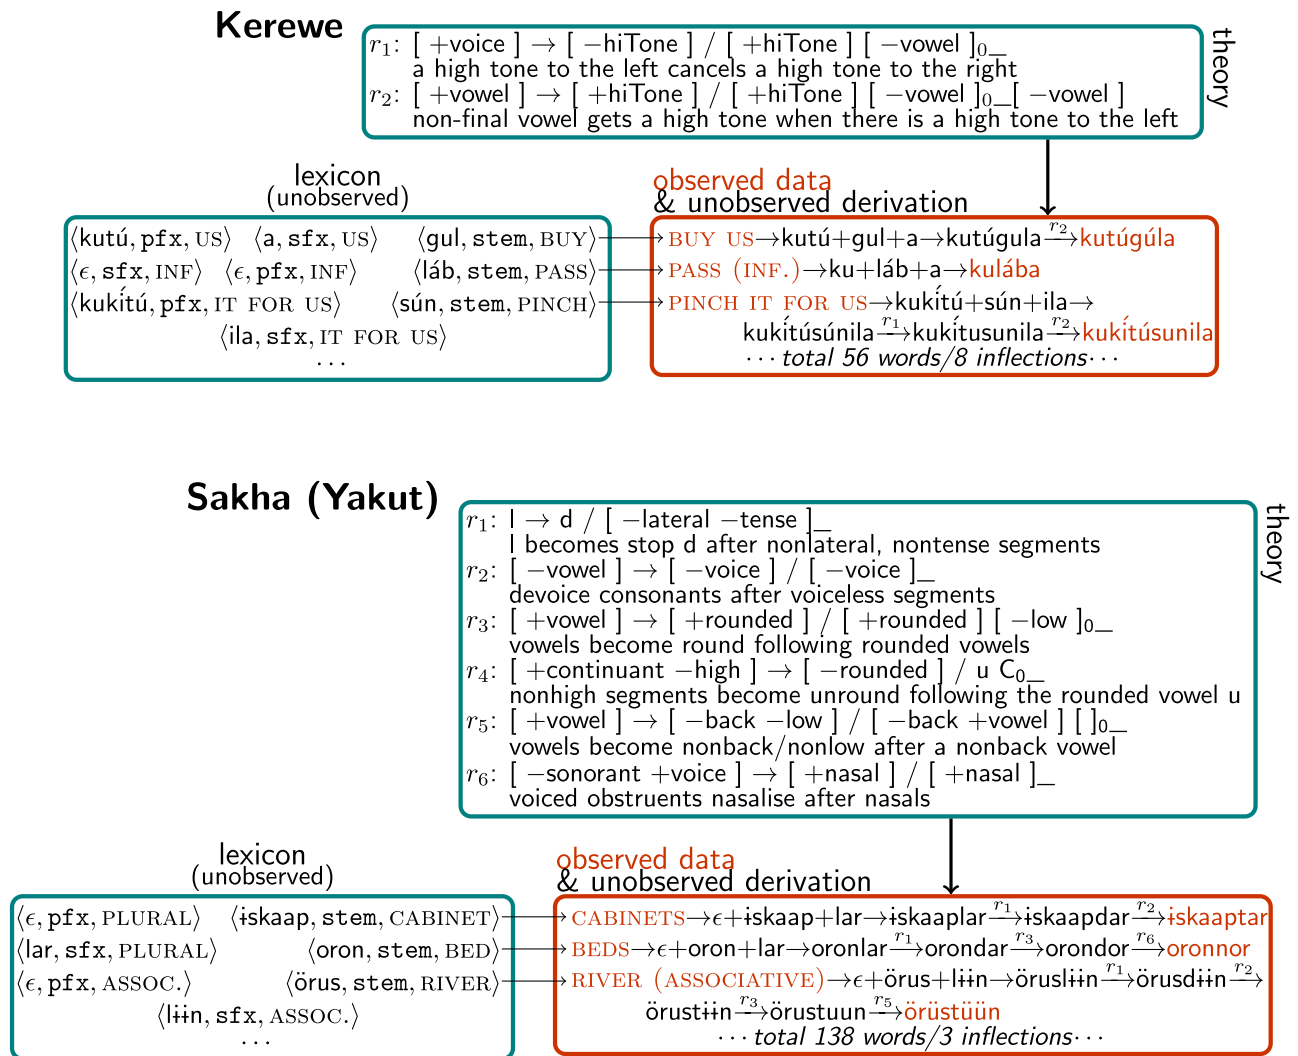 Kerewe
theory
r₁: [ +voice ] → [ −hiTone ] / [ +hiTone ] [ −vowel ]₀_
a high tone to the left cancels a high tone to the right
r₂: [ +vowel ] → [ +hiTone ] / [ +hiTone ] [ −vowel ]₀_[ −vowel ]
non-final vowel gets a high tone when there is a high tone to the left
lexicon
(unobserved)
⟨kutú, pfx, US⟩ ⟨a, sfx, US⟩ ⟨gul, stem, BUY⟩
⟨ϵ, sfx, INF⟩ ⟨ϵ, pfx, INF⟩ ⟨láb, stem, PASS⟩
⟨kukí̵tú, pfx, IT FOR US⟩ ⟨sún, stem, PINCH⟩
⟨ila, sfx, IT FOR US⟩
...
observed data
& unobserved derivation
BUY US→kutú+gul+a→kutúgula r₂→kutúgúla
PASS (INF.)→ku+láb+a→kulába
PINCH IT FOR US→kukí̵tú+sún+ila→
kukí̵túsúnila r₁→kukí̵tusunila r₂→kukí̵túsunila
··· total 56 words/8 inflections···
Sakha (Yakut)
theory
r₁: l → d / [ −lateral −tense ]_
l becomes stop d after nonlateral, nontense segments
r₂: [ −vowel ] → [ −voice ] / [ −voice ]_
devoice consonants after voiceless segments
r₃: [ +vowel ] → [ +rounded ] / [ +rounded ] [ −low ]₀_
vowels become round following rounded vowels
r₄: [ +continuant −high ] → [ −rounded ] / u C₀_
nonhigh segments become unround following the rounded vowel u
r₅: [ +vowel ] → [ −back −low ] / [ −back +vowel ] [ ]₀_
vowels become nonback/nonlow after a nonback vowel
r₆: [ −sonorant +voice ] → [ +nasal ] / [ +nasal ]_
voiced obstruents nasalise after nasals
lexicon
(unobserved)
⟨ϵ, pfx, PLURAL⟩ ⟨ɨskaap, stem, CABINET⟩
⟨lar, sfx, PLURAL⟩ ⟨oron, stem, BED⟩
⟨ϵ, pfx, ASSOC.⟩ ⟨örus, stem, RIVER⟩
⟨lɨɨn, sfx, ASSOC.⟩
...
observed data
& unobserved derivation
CABINETS→ϵ+ɨskaap+lar→ɨskaaplar r₁→ɨskaapdar r₂→ɨskaaptar
BEDS→ϵ+oron+lar→oronlar r₁→orondar r₃→orondor r₆→oronnor
RIVER (ASSOCIATIVE)→ϵ+örus+lɨɨn→öruslɨɨn r₁→örusdɨɨn r₂→
örustɨɨn r₃→örustuun r₅→örüstüün
··· total 138 words/3 inflections···